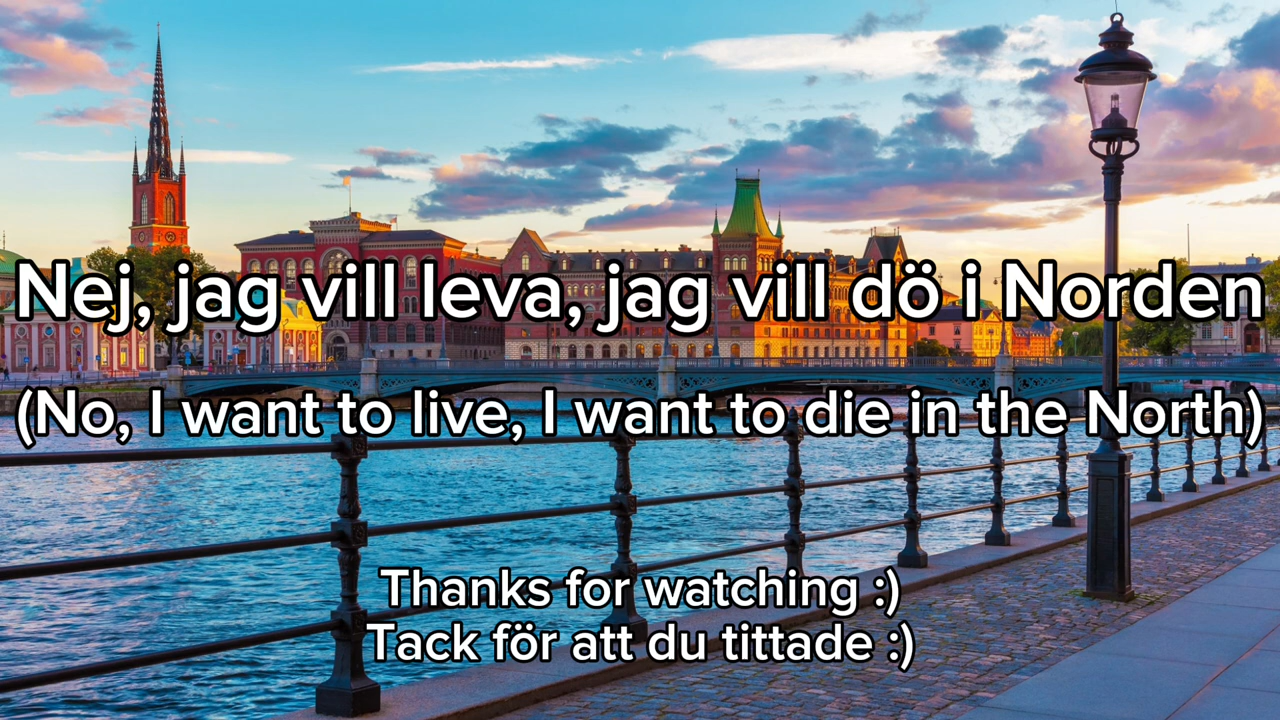 Nej, jag vill leva, jag vill dö i Norden
(No, I want to live, I want to die in the North)
Thanks for watching :)
Tack för att du tittade :)